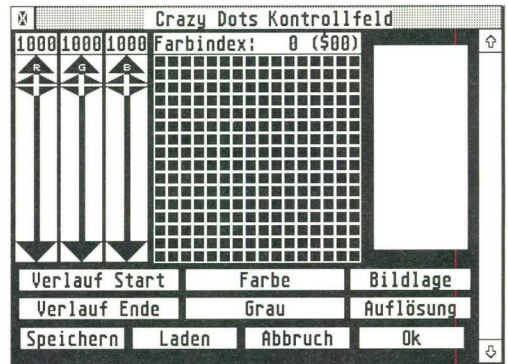 Crazy Dots Kontrollfeld
1000 1000 1000 Farbindex: 0 ($00)
R G B
Verlauf Start Farbe Bildlage
Verlauf Ende Grau Auflösung
Speichern Laden Abbruch Ok